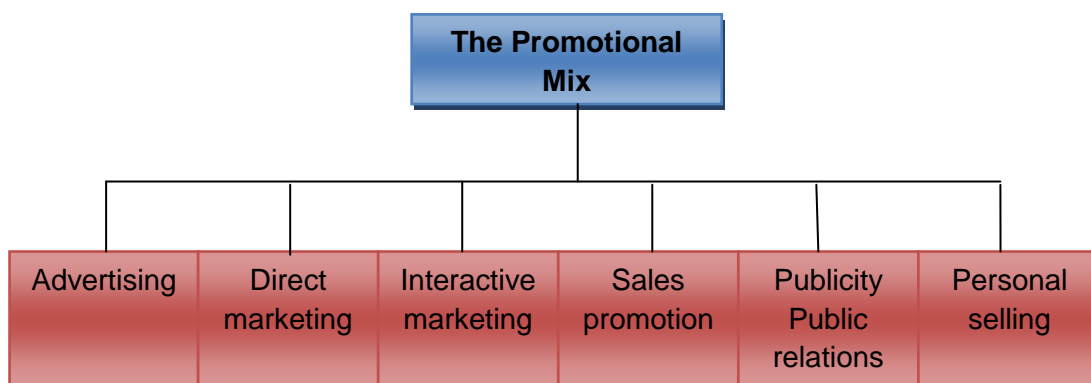 The Promotional
Mix
Advertising
Direct
marketing
Interactive
marketing
Sales
promotion
Publicity
Public
relations
Personal
selling